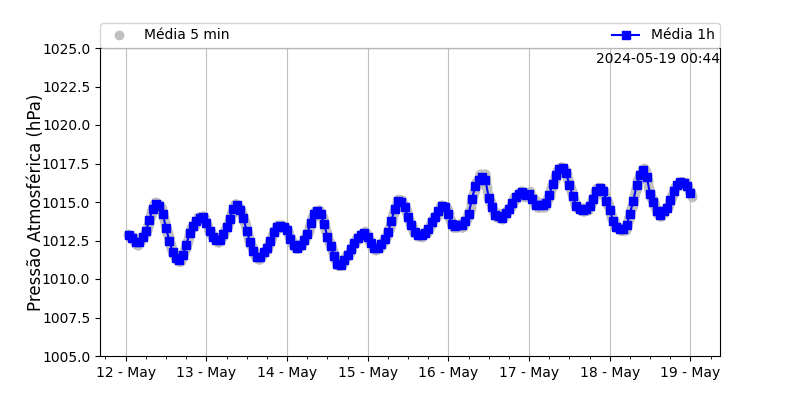 Média 5 min
Média 1h
2024-05-19 00:44
Pressão Atmosférica (hPa)
1025.0
1022.5
1020.0
1017.5
1015.0
1012.5
1010.0
1007.5
1005.0
12 - May
13 - May
14 - May
15 - May
16 - May
17 - May
18 - May
19 - May